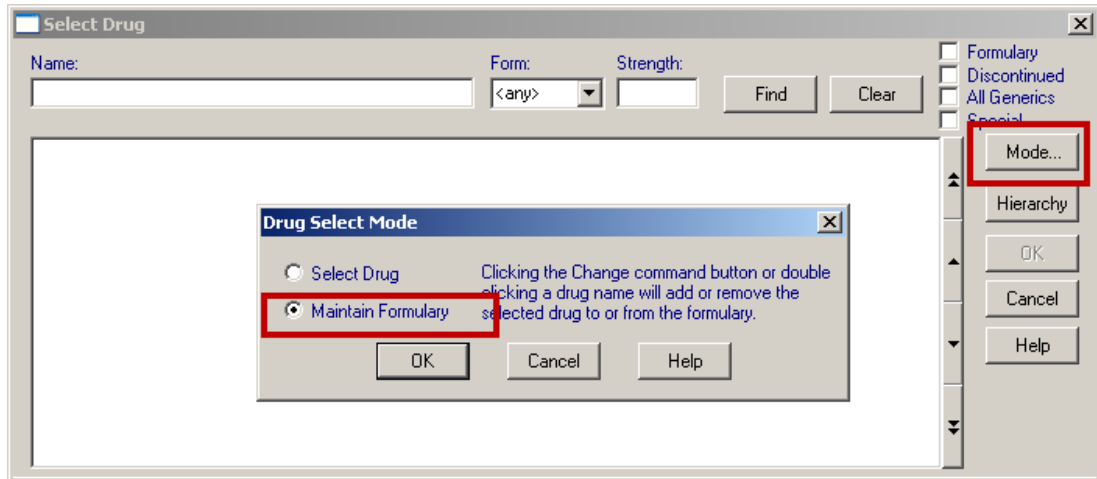 Select Drug
Name: Form: Strength: Formulary
<any> Find Clear Discontinued
All Generics
Special
Mode...
Hierarchy
Drug Select Mode
Select Drug Clicking the Change command button or double
Maintain Formulary clicking a drug name will add or remove the
selected drug to or from the formulary.
OK Cancel Help
OK
Cancel
Help